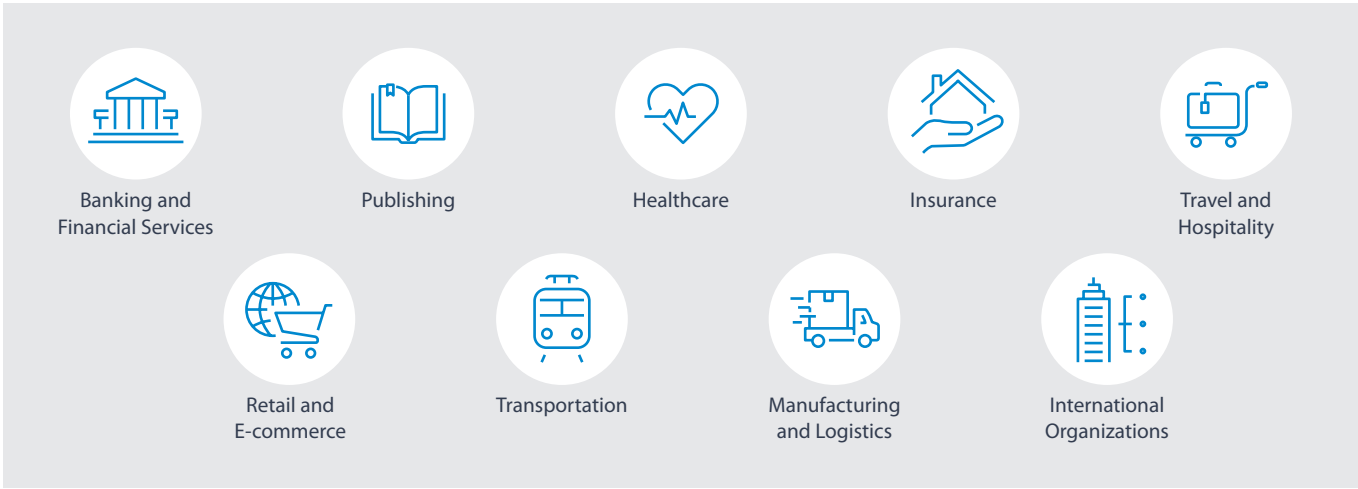 Banking and
Financial Services
Publishing
Healthcare
Insurance
Travel and
Hospitality
Retail and
E-commerce
Transportation
Manufacturing
and Logistics
International
Organizations